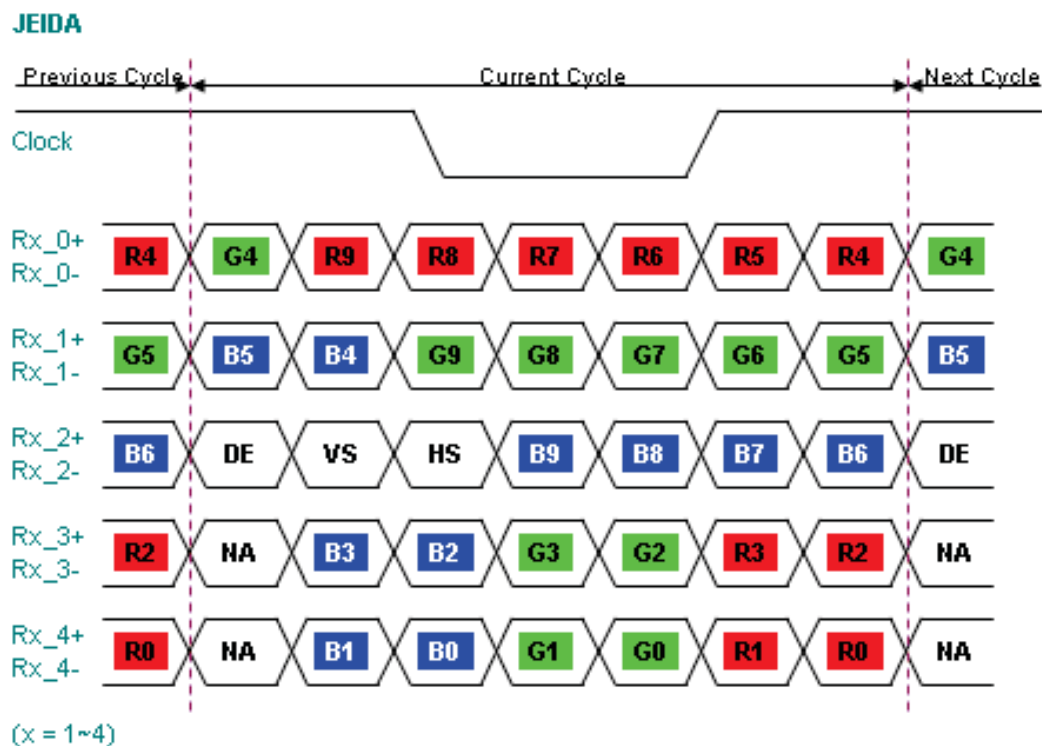 JEIDA
Previous Cycle Current Cycle Next Cycle
Clock
Rx_0+
Rx_0-
R4 G4 R9 R8 R7 R6 R5 R4 G4
Rx_1+
Rx_1-
G5 B5 B4 G9 G8 G7 G6 G5 B5
Rx_2+
Rx_2-
B6 DE VS HS B9 B8 B7 B6 DE
Rx_3+
Rx_3-
R2 NA B3 B2 G3 G2 R3 R2 NA
Rx_4+
Rx_4-
R0 NA B1 B0 G1 G0 R1 R0 NA
(x = 1~4)